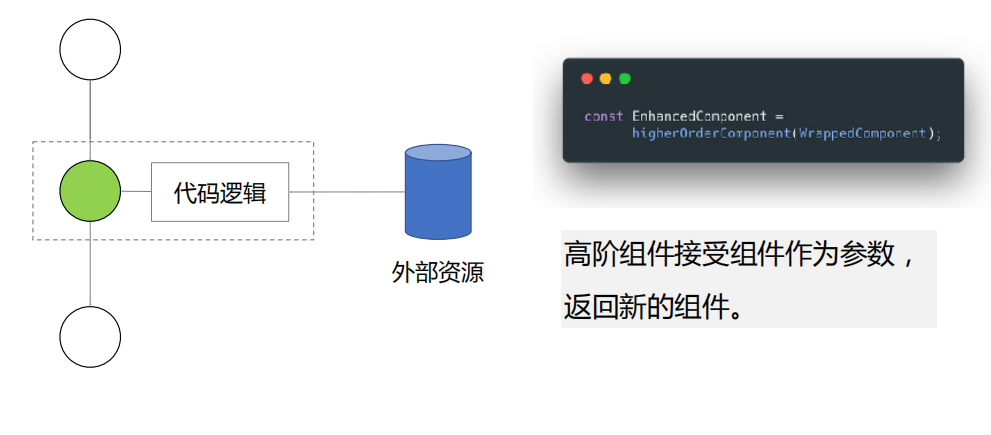 代码逻辑
外部资源
const EnhancedComponent =
higherOrderComponent(WrappedComponent);
高阶组件接受组件作为参数，
返回新的组件。